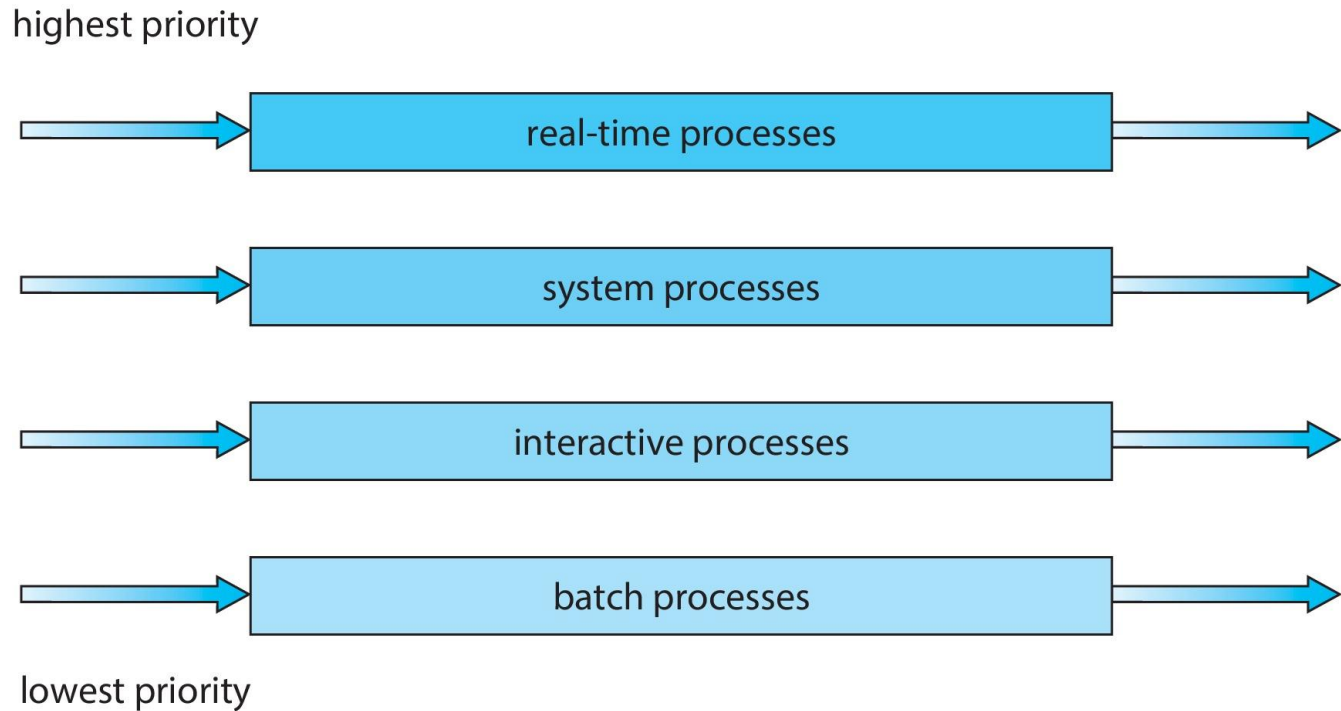 highest priority
real-time processes
system processes
interactive processes
batch processes
lowest priority